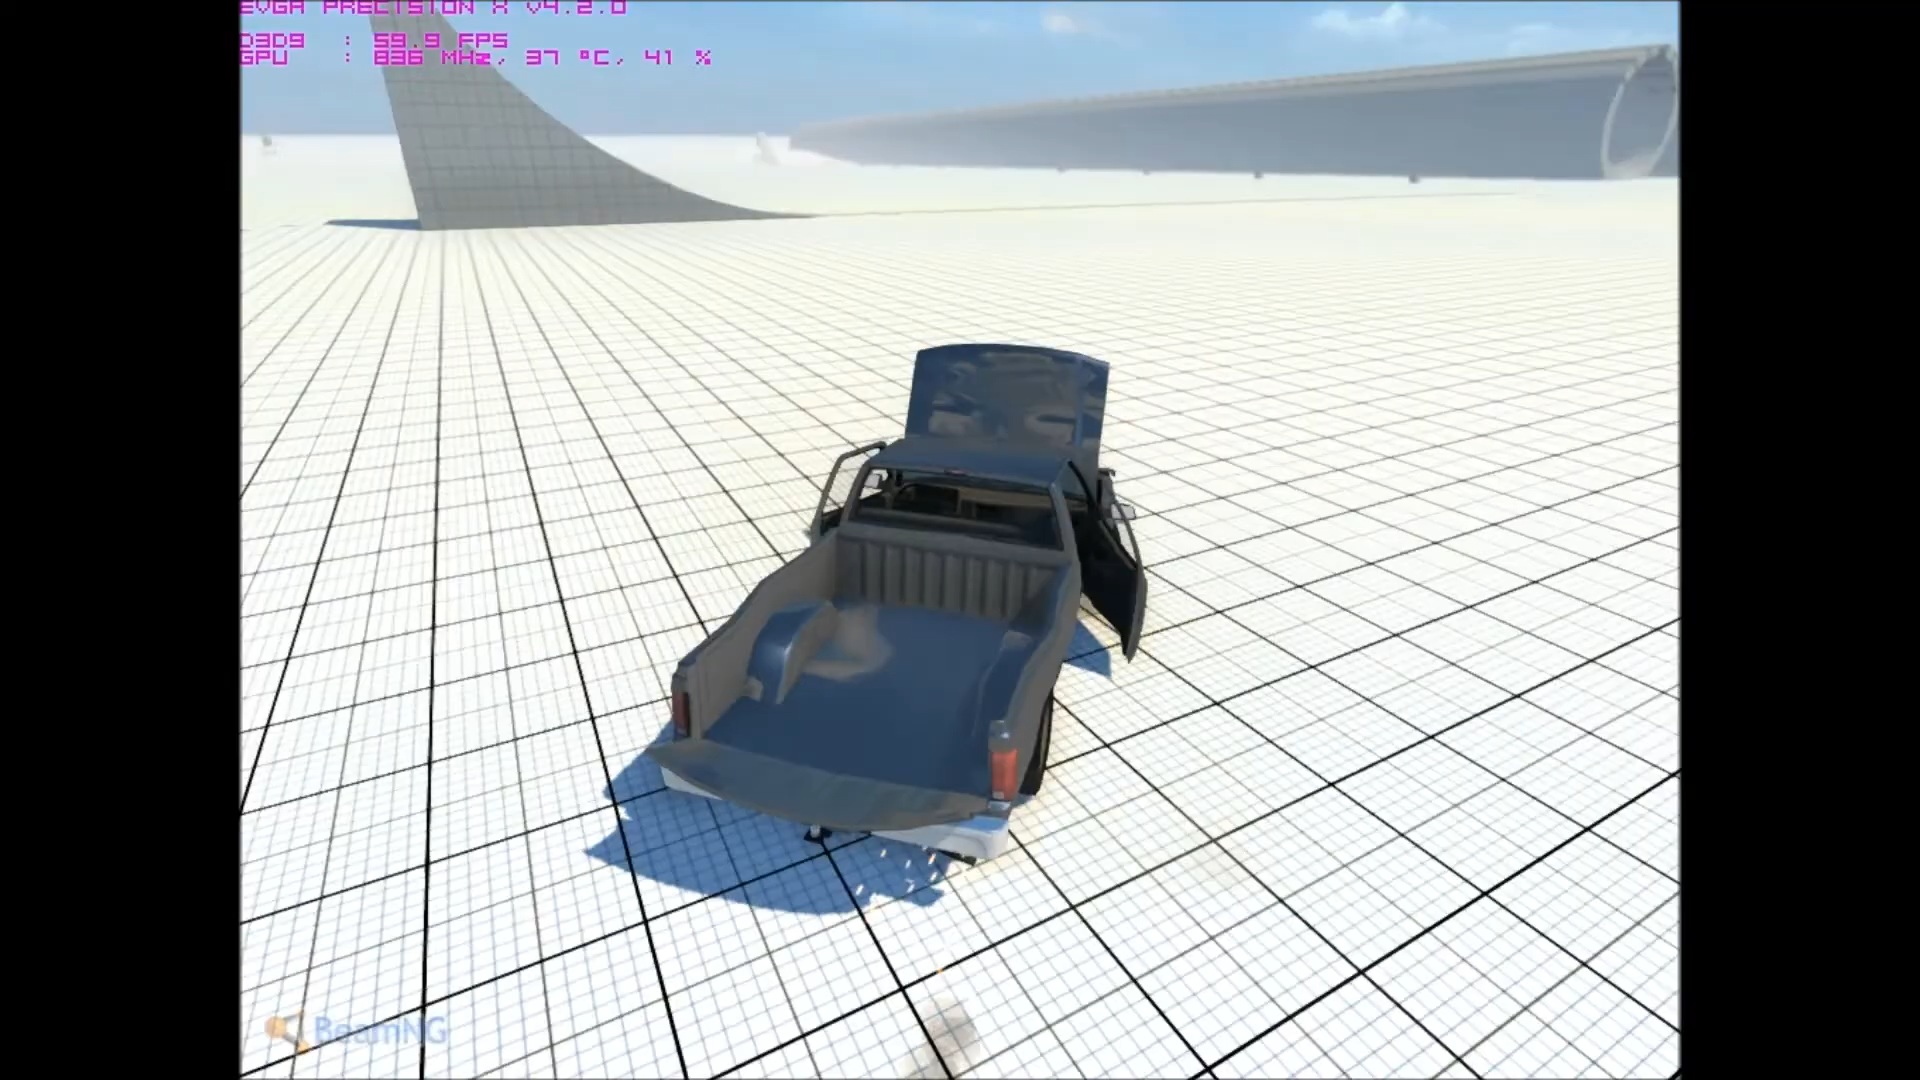 EVGA PRECISION X V4.2.0
D3D9 : 59.9 FPS
GPU : 836 MHz, 37 °C, 41 %
BeamNG